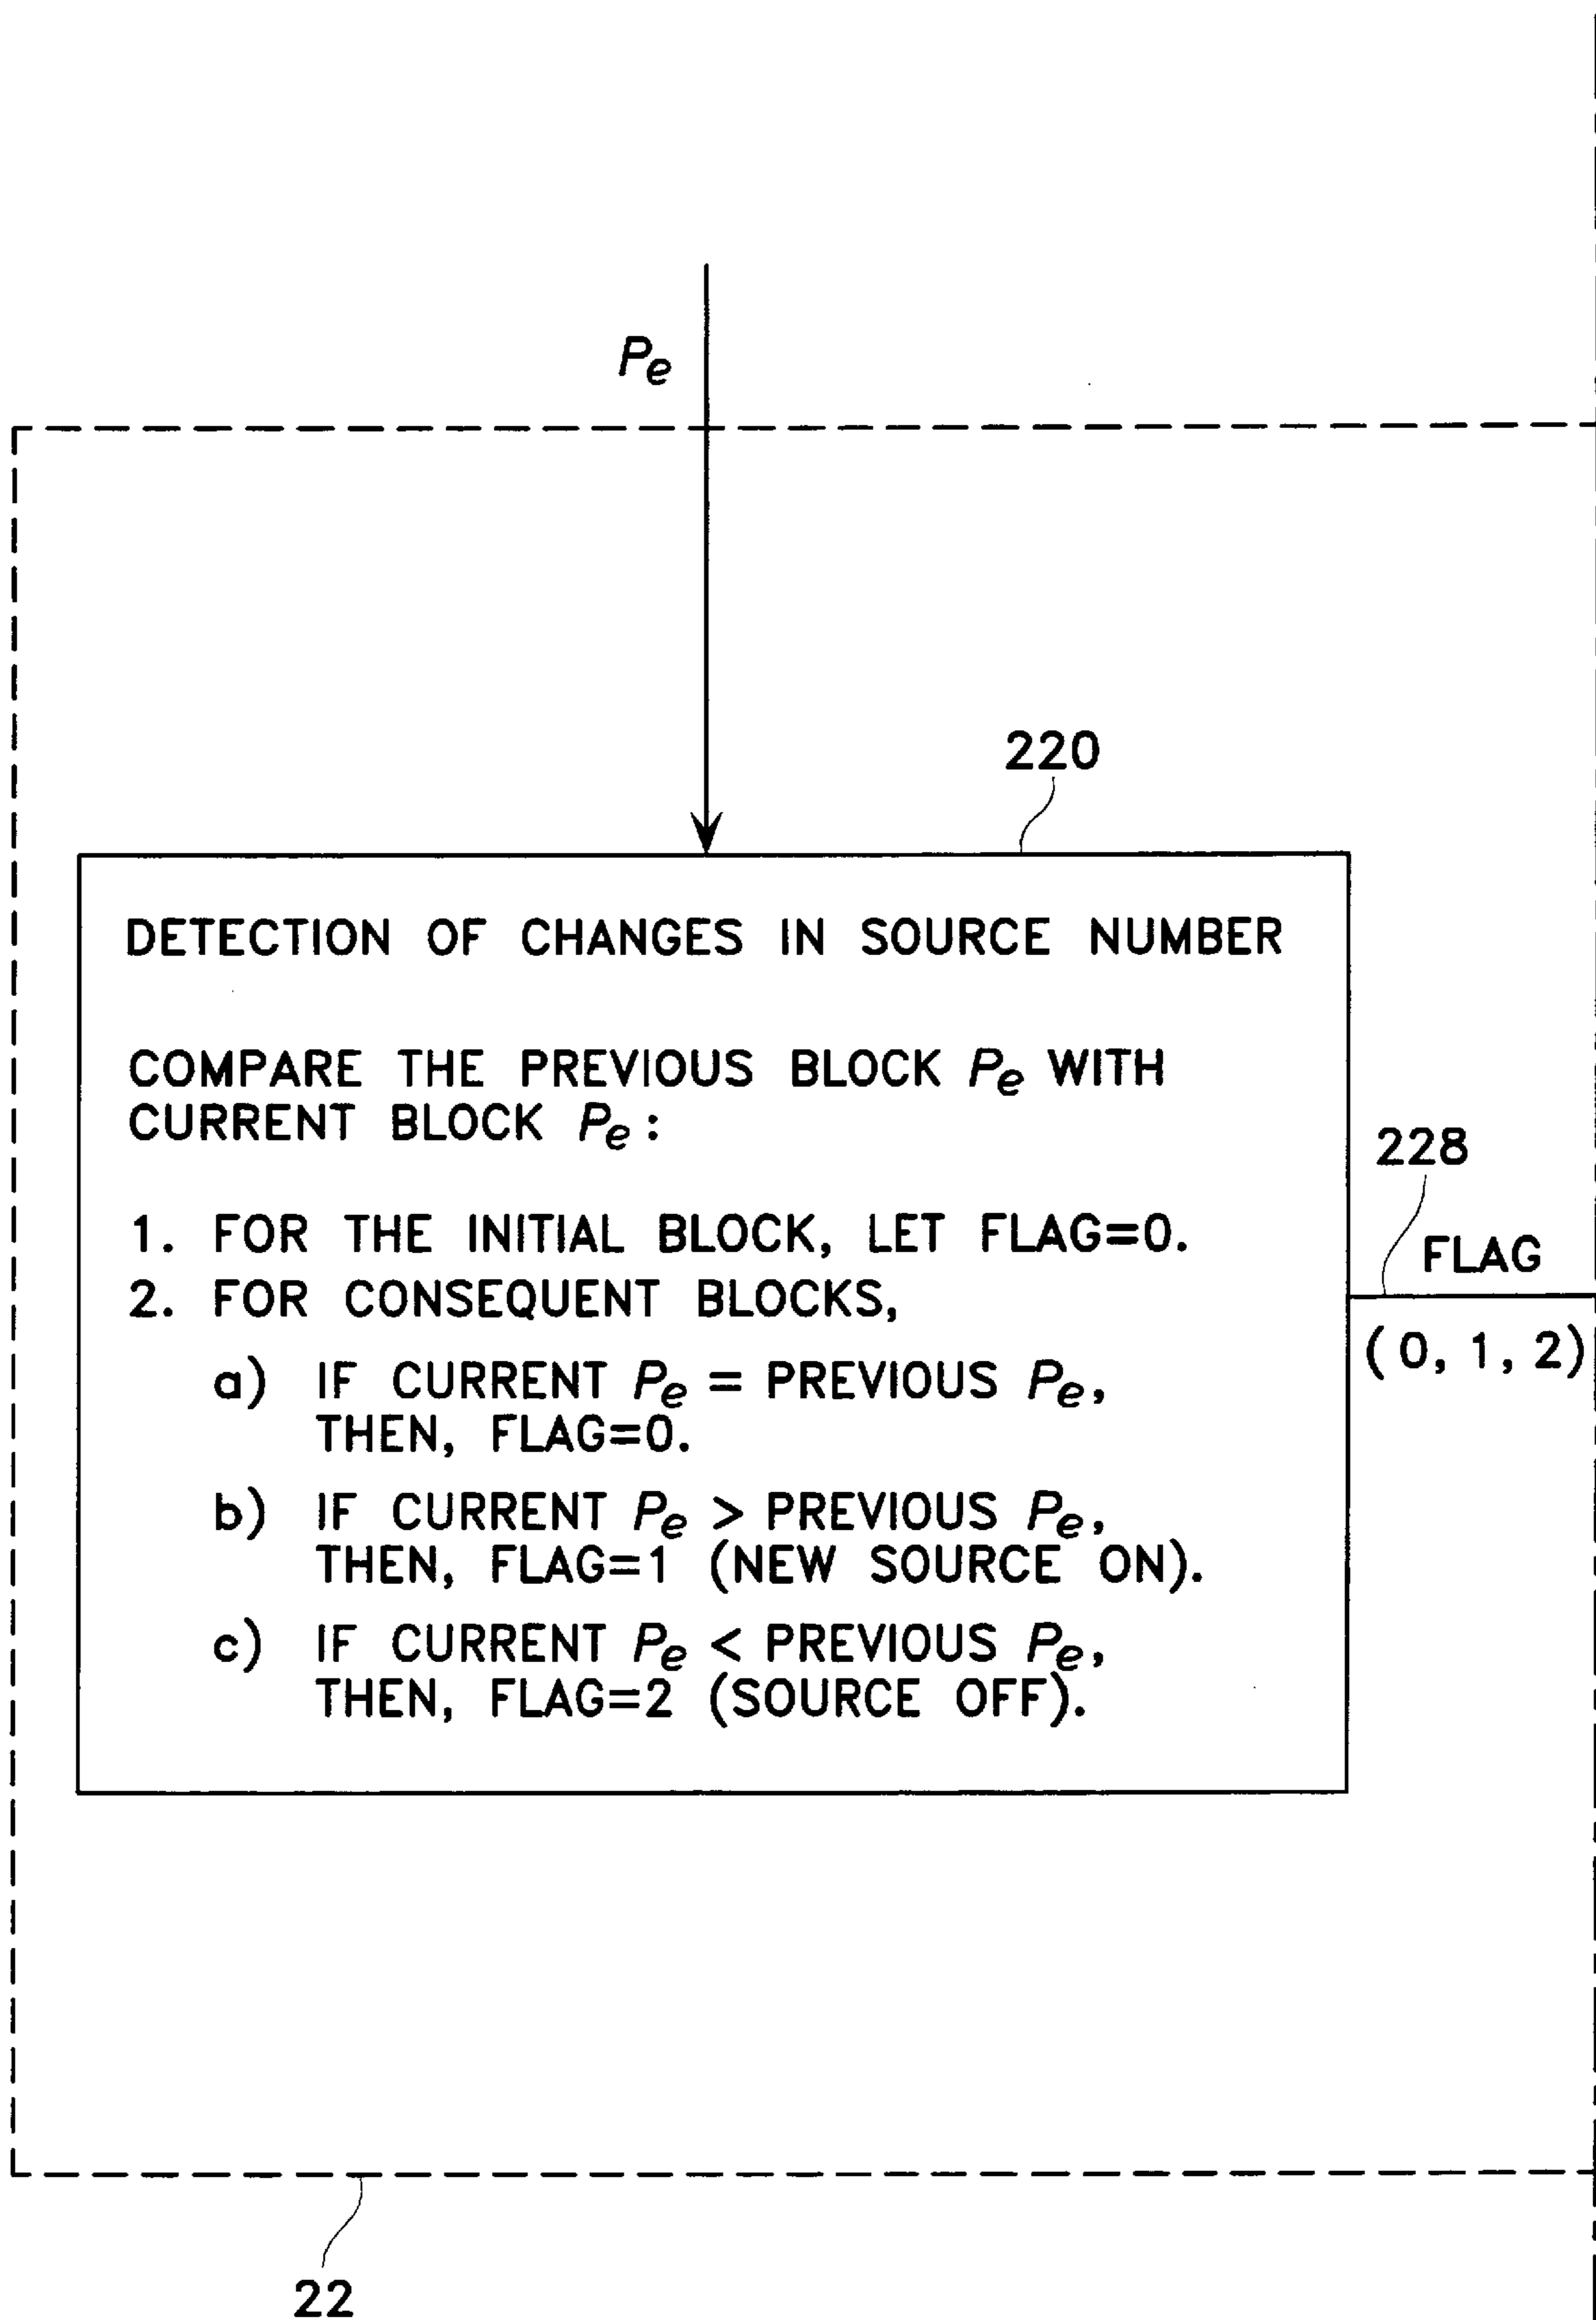 Pe
220
DETECTION OF CHANGES IN SOURCE NUMBER
COMPARE THE PREVIOUS BLOCK Pe WITH
CURRENT BLOCK Pe:
1. FOR THE INITIAL BLOCK, LET FLAG=0.
2. FOR CONSEQUENT BLOCKS,
a) IF CURRENT Pe = PREVIOUS Pe,
THEN, FLAG=0.
b) IF CURRENT Pe > PREVIOUS Pe,
THEN, FLAG=1 (NEW SOURCE ON).
c) IF CURRENT Pe < PREVIOUS Pe,
THEN, FLAG=2 (SOURCE OFF).
228
FLAG
(0, 1, 2)
22